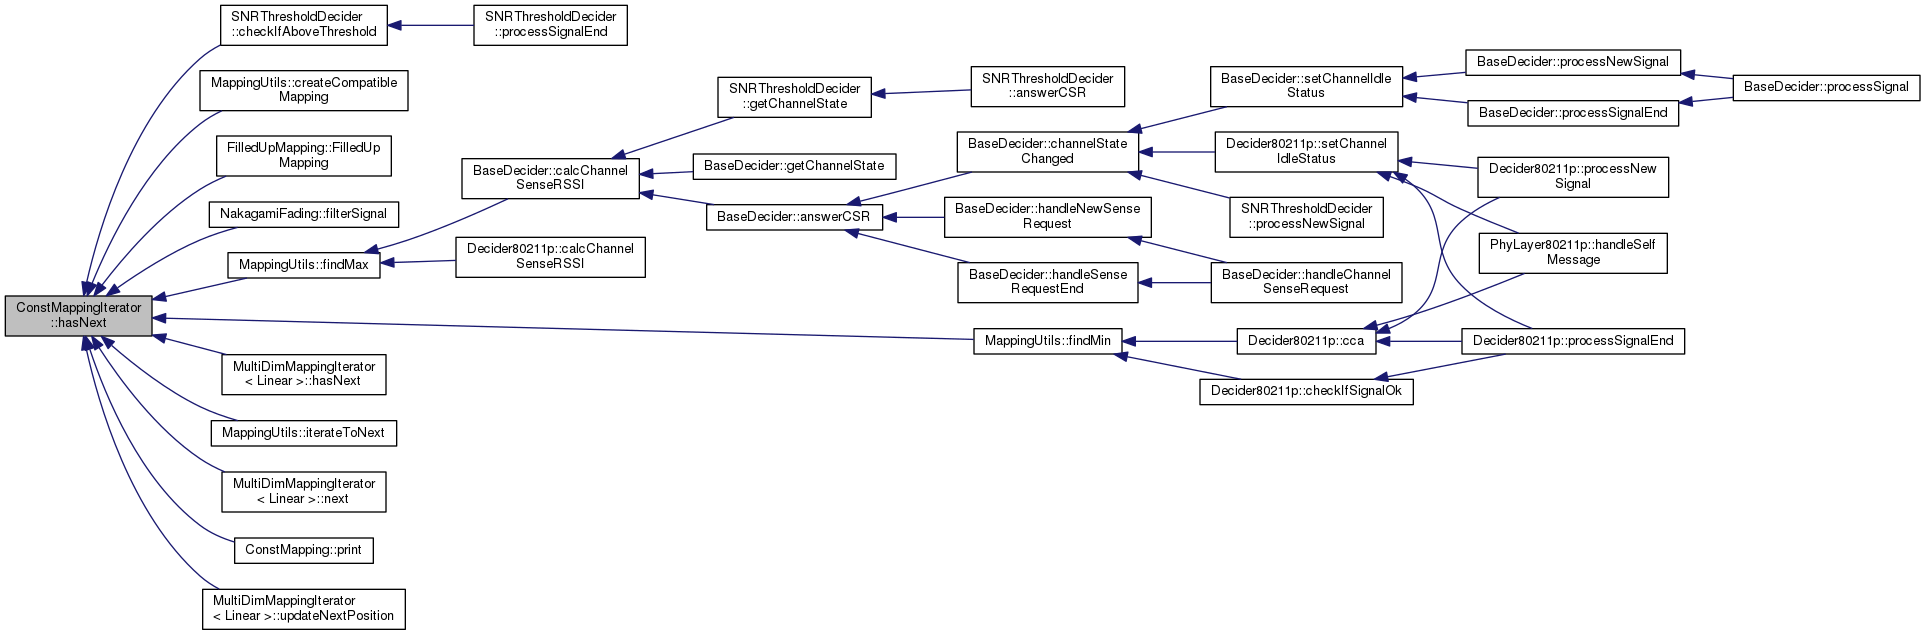 SNRThresholdDecider
::checkIfAboveThreshold
SNRThresholdDecider
::processSignalEnd
MappingUtils::createCompatible
Mapping
FilledUpMapping::FilledUp
Mapping
NakagamiFading::filterSignal
MappingUtils::findMax
ConstMappingIterator
::hasNext
MultiDimMappingIterator
< Linear >::hasNext
MappingUtils::iterateToNext
MultiDimMappingIterator
< Linear >::next
ConstMapping::print
MultiDimMappingIterator
< Linear >::updateNextPosition
BaseDecider::calcChannel
SenseRSSI
Decider80211p::calcChannel
SenseRSSI
SNRThresholdDecider
::getChannelState
BaseDecider::getChannelState
BaseDecider::answerCSR
SNRThresholdDecider
::answerCSR
BaseDecider::channelState
Changed
BaseDecider::handleNewSense
Request
BaseDecider::handleSense
RequestEnd
MappingUtils::findMin
BaseDecider::setChannelIdle
Status
Decider80211p::setChannel
IdleStatus
SNRThresholdDecider
::processNewSignal
BaseDecider::handleChannel
SenseRequest
Decider80211p::cca
Decider80211p::checkIfSignalOk
BaseDecider::processNewSignal
BaseDecider::processSignalEnd
Decider80211p::processNew
Signal
PhyLayer80211p::handleSelf
Message
Decider80211p::processSignalEnd
BaseDecider::processSignal